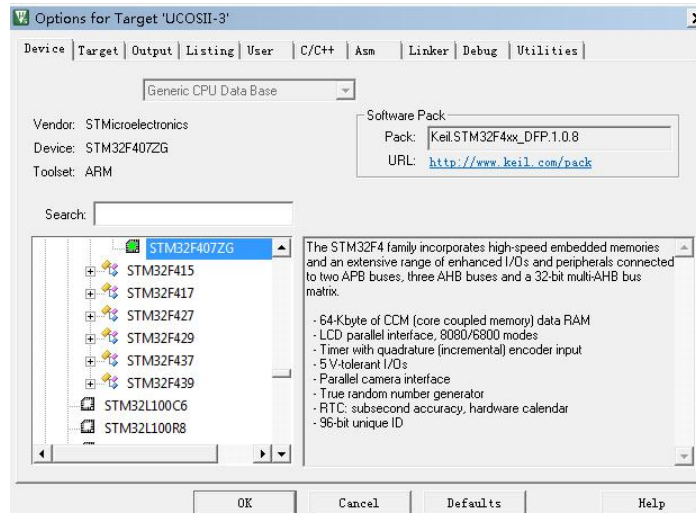 Options for Target 'UCOSII-3'
Device Target Output Listing User C/C++ Asm Linker Debug Utilities
Generic CPU Data Base
Vendor: STMicroelectronics
Device: STM32F407ZG
Toolset: ARM
Software Pack
Pack: Keil.STM32F4xx_DFP.1.0.8
URL: http://www.keil.com/pack
Search:
STM32F407ZG
STM32F415
STM32F417
STM32F427
STM32F429
STM32F437
STM32F439
STM32L100C6
STM32L100R8
The STM32F4 family incorporates high-speed embedded memories
and an extensive range of enhanced I/Os and peripherals connected
to two APB buses, three AHB buses and a 32-bit multi-AHB bus
matrix.
- 64-Kbyte of CCM (core coupled memory) data RAM
- LCD parallel interface, 8080/6800 modes
- Timer with quadrature (incremental) encoder input
- 5 V-tolerant I/Os
- Parallel camera interface
- True random number generator
- RTC: subsecond accuracy, hardware calendar
- 96-bit unique ID
OK Cancel Defaults Help